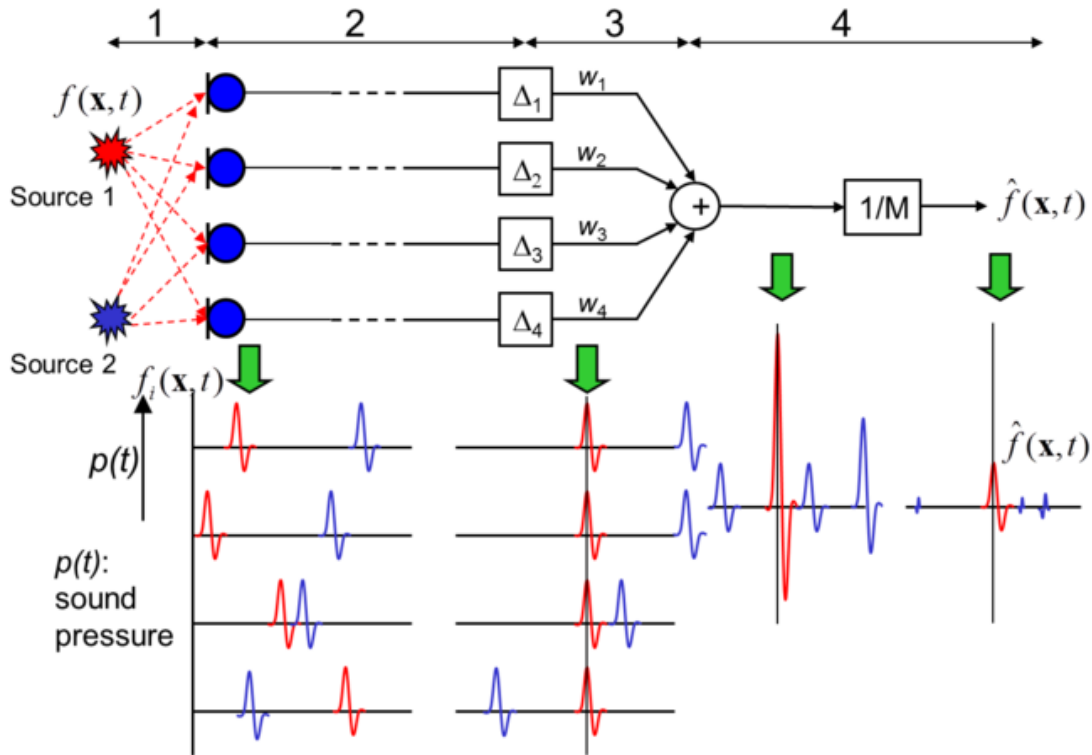 1 2 3 4
f(x,t)
Source 1
Source 2
Δ₁ w₁
Δ₂ w₂
Δ₃ w₃
Δ₄ w₄
+ 1/M f̂(x,t)
fᵢ(x,t)
p(t)
f̂(x,t)
p(t):
sound
pressure